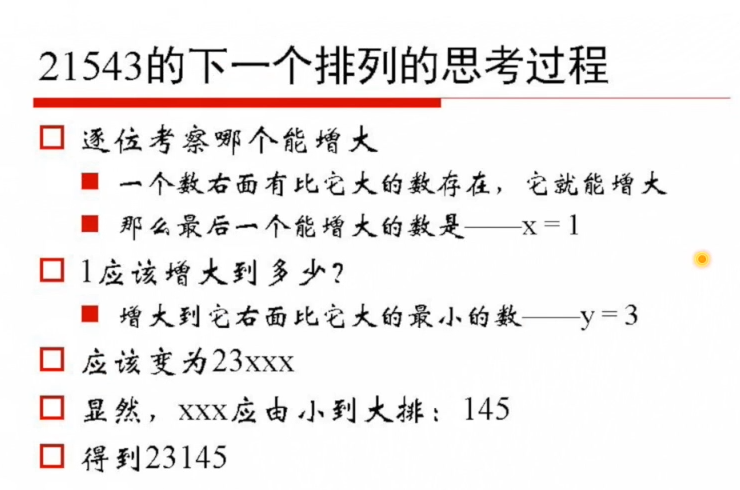 21543的下一个排列的思考过程
逐位考察哪个能增大
一个数右面有比它大的数存在，它就能增大
那么最后一个能增大的数是——x = 1
1应该增大到多少？
增大到它右面比它大的最小的数——y = 3
应该变为23xxx
显然，xxx应由小到大排：145
得到23145